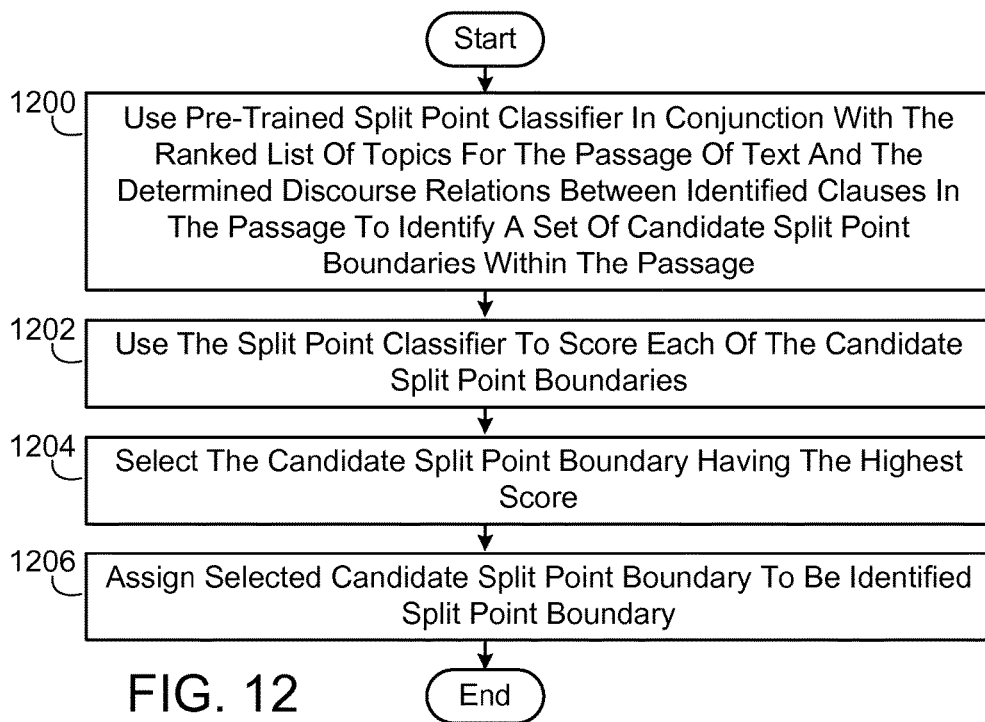 Start
1200
Use Pre-Trained Split Point Classifier In Conjunction With The
Ranked List Of Topics For The Passage Of Text And The
Determined Discourse Relations Between Identified Clauses In
The Passage To Identify A Set Of Candidate Split Point
Boundaries Within The Passage
1202
Use The Split Point Classifier To Score Each Of The Candidate
Split Point Boundaries
1204
Select The Candidate Split Point Boundary Having The Highest
Score
1206
Assign Selected Candidate Split Point Boundary To Be Identified
Split Point Boundary
FIG. 12
End